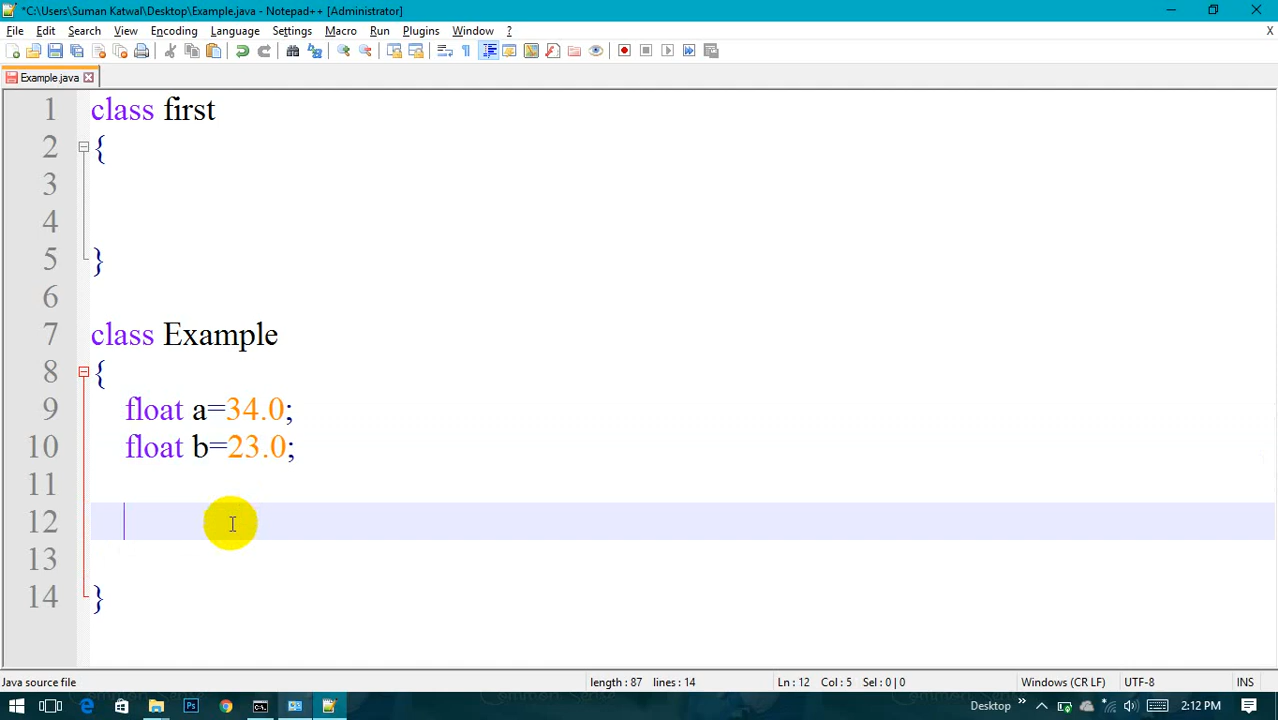 *C:\Users\Suman Katwal\Desktop\Example.java - Notepad++ [Administrator]
File Edit Search View Encoding Language Settings Macro Run Plugins Window ? X
Example.java
1 class first
2 {
3
4
5 }
6
7 class Example
8 {
9 float a=34.0;
10 float b=23.0;
11
12
13
14 }
Java source file length : 87 lines : 14 Ln : 12 Col : 5 Sel : 0 | 0 Windows (CR LF) UTF-8 INS
Desktop 2:12 PM